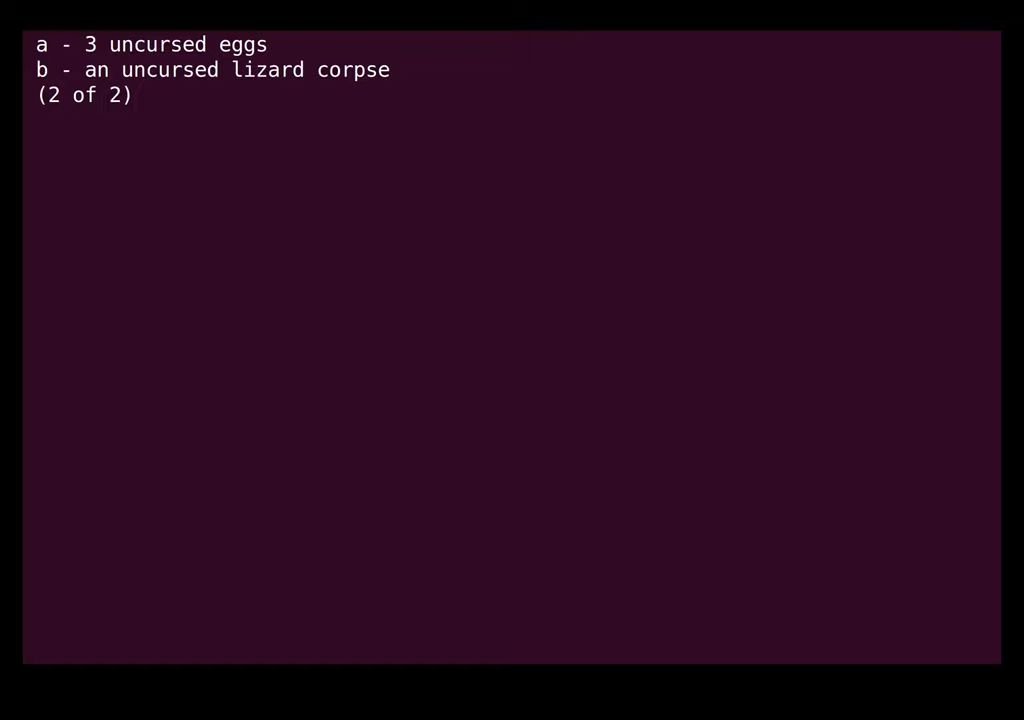 a - 3 uncursed eggs
b - an uncursed lizard corpse
(2 of 2)